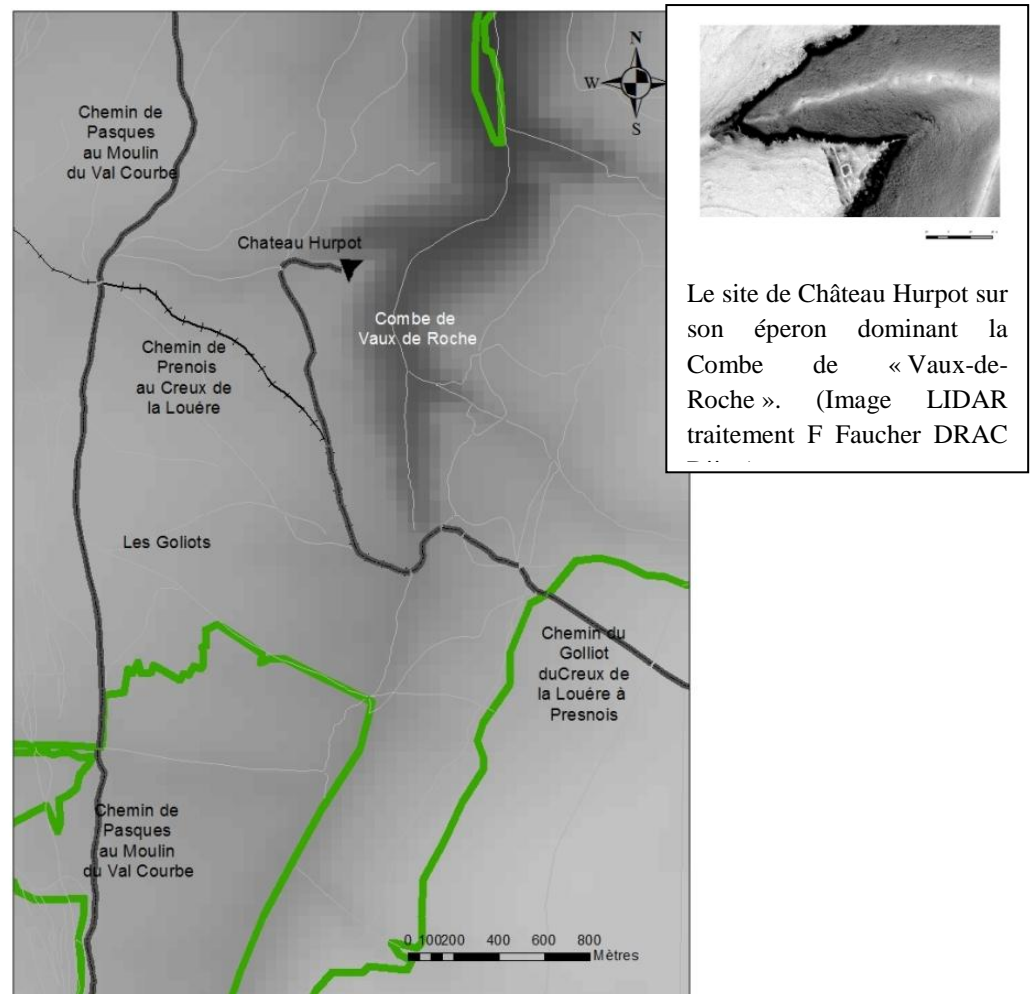 N
W
S
Chemin de
Pasques
au Moulin
du Val Courbe
Chateau Hurpot
Combe de
Vaux de Roche
Chemin de
Prenois
au Creux de
la Louére
Les Golliots
Chemin du
Golliot
duCreux de
la Louére à
Presnois
Chemin de
Pasques
au Moulin
du Val Courbe
0 100200 400 600 800
Mètres
Le site de Château Hurpot sur
son éperon dominant la
Combe de « Vaux-de-
Roche ». (Image LIDAR
traitement F Faucher DRAC